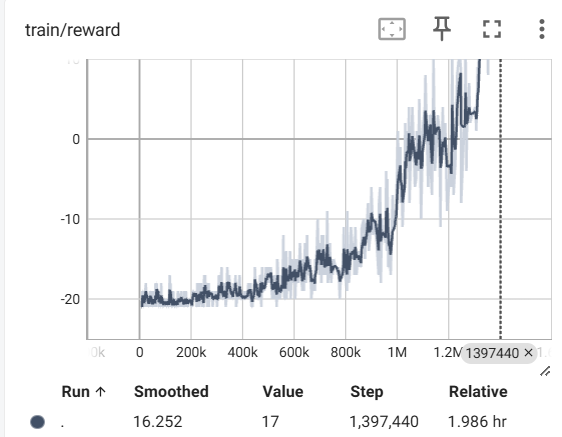 train/reward
0
-10
-20
0k 0 200k 400k 600k 800k 1M 1.2M 1397440 ×
Run ↑ Smoothed Value Step Relative
. 16.252 17 1,397,440 1.986 hr